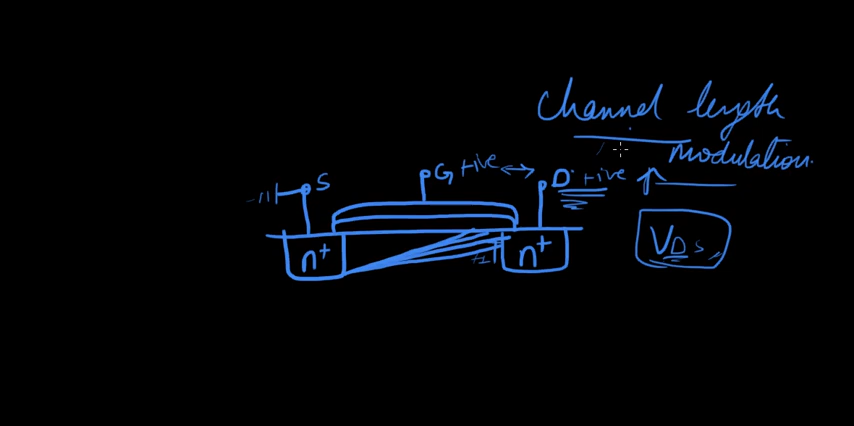 Channel length
modulation.
S G +ive ↔ D +ive ↑
VDS
n+ n+